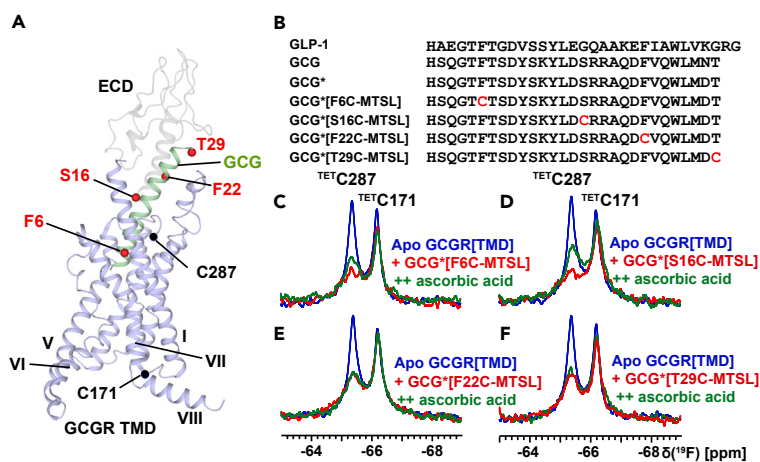 A
ECD
T29
GCG
S16
F22
F6
C287
V
I
VI
VII
C171
VIII
GCGR TMD
B
GLP-1 HAEGTFTGDVSSYLEGQAAKEFIAWLVKGRG
GCG HSQGTFTSDYSKYLDSRRAQDFVQWLMNT
GCG* HSQGTFTSDYSKYLDSRRAQDFVQWLMDT
GCG*[F6C-MTSL] HSQGTCTSDYSKYLDSRRAQDFVQWLMDT
GCG*[S16C-MTSL] HSQGTFTSDYSKYLDCRRAQDFVQWLMDT
GCG*[F22C-MTSL] HSQGTFTSDYSKYLDSRRAQDCVQWLMDT
GCG*[T29C-MTSL] HSQGTFTSDYSKYLDSRRAQDFVQWLMDC
C
TETC287
TETC171
Apo GCGR[TMD]
+ GCG*[F6C-MTSL]
++ ascorbic acid
D
TETC287
TETC171
Apo GCGR[TMD]
+ GCG*[S16C-MTSL]
++ ascorbic acid
E
Apo GCGR[TMD]
+ GCG*[F22C-MTSL]
++ ascorbic acid
-64 -66 -68
F
Apo GCGR[TMD]
+ GCG*[T29C-MTSL]
++ ascorbic acid
-64 -66 -68 δ(¹⁹F) [ppm]